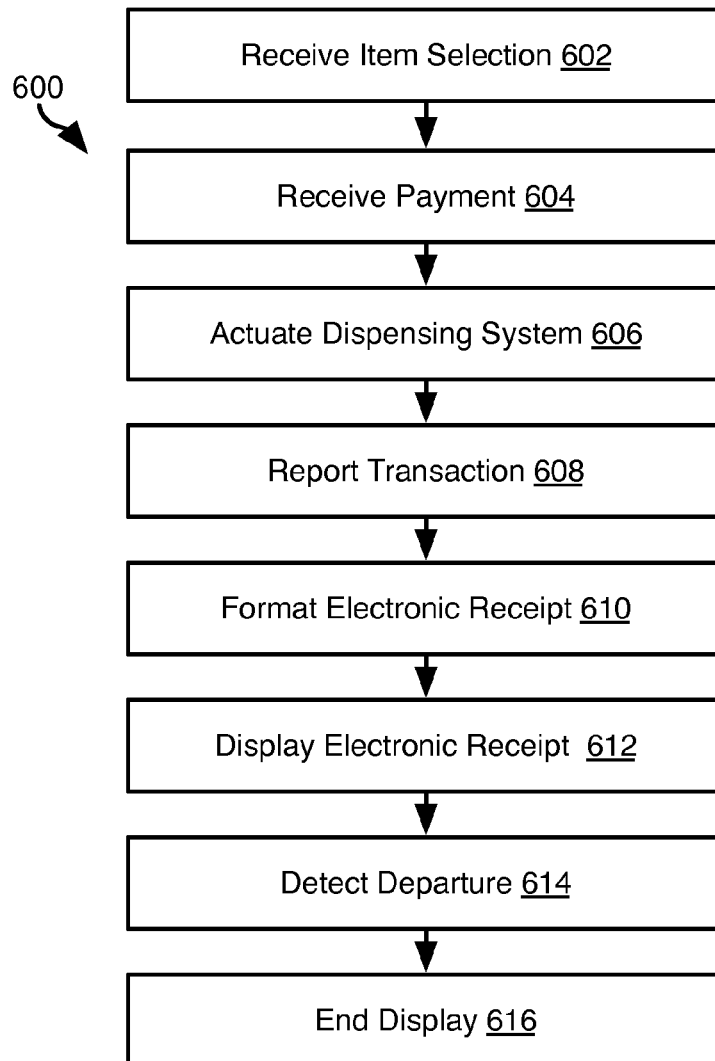 Receive Item Selection 602
600
Receive Payment 604
Actuate Dispensing System 606
Report Transaction 608
Format Electronic Receipt 610
Display Electronic Receipt 612
Detect Departure 614
End Display 616